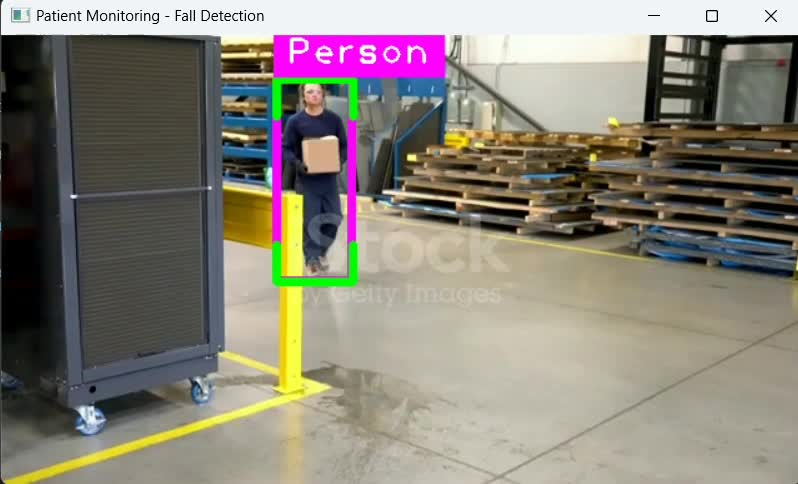 Patient Monitoring - Fall Detection
Person
iStock
by Getty Images